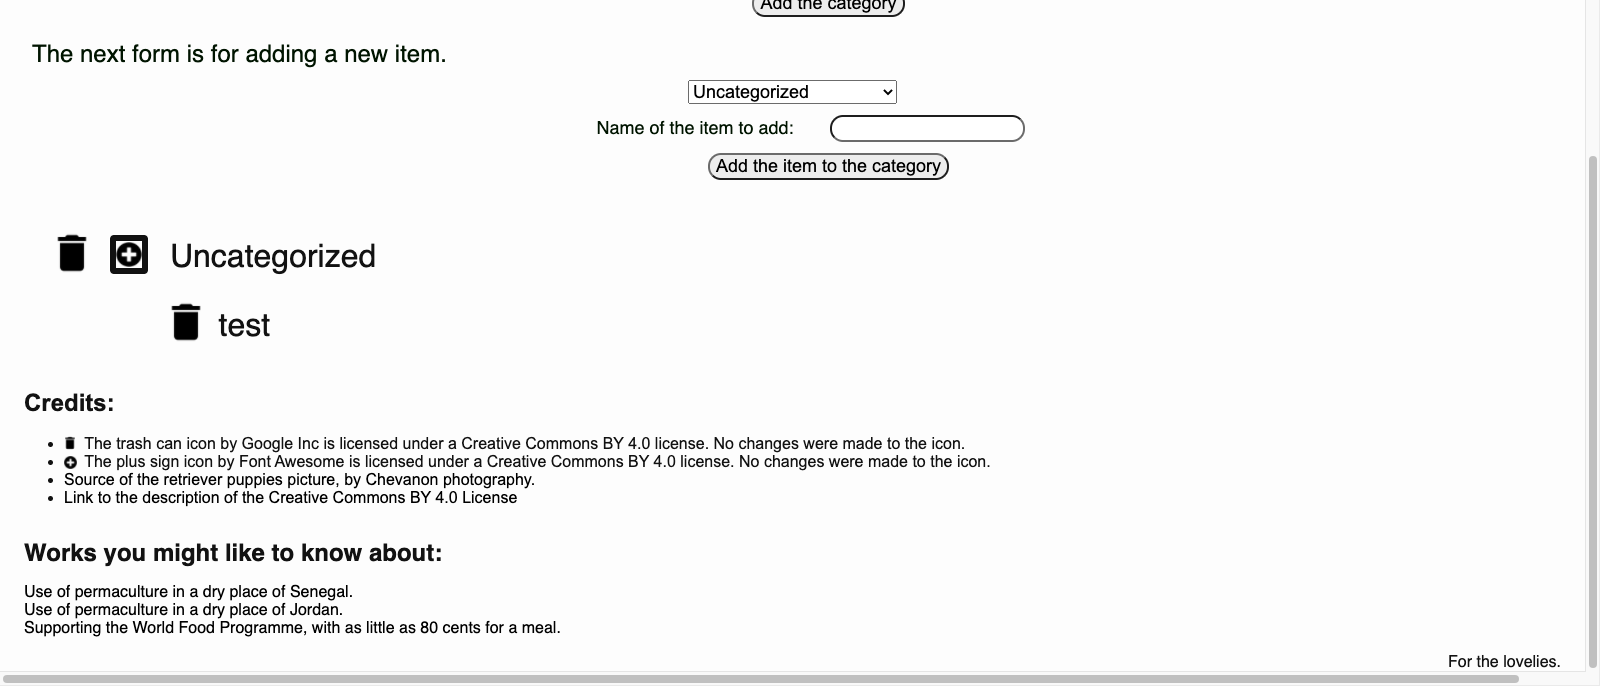 Add the category
The next form is for adding a new item.
Uncategorized
Name of the item to add:
Add the item to the category
Uncategorized
test
Credits:
The trash can icon by Google Inc is licensed under a Creative Commons BY 4.0 license. No changes were made to the icon.
The plus sign icon by Font Awesome is licensed under a Creative Commons BY 4.0 license. No changes were made to the icon.
Source of the retriever puppies picture, by Chevanon photography.
Link to the description of the Creative Commons BY 4.0 License
Works you might like to know about:
Use of permaculture in a dry place of Senegal.
Use of permaculture in a dry place of Jordan.
Supporting the World Food Programme, with as little as 80 cents for a meal.
For the lovelies.